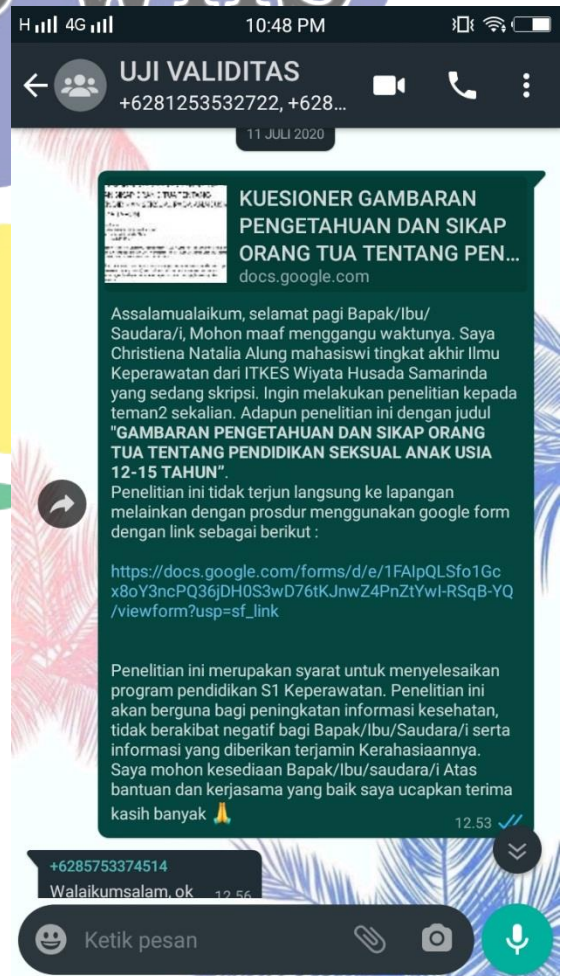 H 4G 10:48 PM
UJI VALIDITAS
+6281253532722, +628...
11 JULI 2020
KUESIONER GAMBARAN
PENGETAHUAN DAN SIKAP
ORANG TUA TENTANG PEN...
docs.google.com
Assalamualaikum, selamat pagi Bapak/Ibu/
Saudara/i, Mohon maaf menggangu waktunya. Saya
Christiena Natalia Alung mahasiswi tingkat akhir Ilmu
Keperawatan dari ITKES Wiyata Husada Samarinda
yang sedang skripsi. Ingin melakukan penelitian kepada
teman2 sekalian. Adapun penelitian ini dengan judul
"GAMBARAN PENGETAHUAN DAN SIKAP ORANG
TUA TENTANG PENDIDIKAN SEKSUAL ANAK USIA
12-15 TAHUN".
Penelitian ini tidak terjun langsung ke lapangan
melainkan dengan prosdur menggunakan google form
dengan link sebagai berikut :
https://docs.google.com/forms/d/e/1FAIpQLSfo1Gc
x8oY3ncPQ36jDH0S3wD76tKJnwZ4PnZtYwI-RSqB-YQ
/viewform?usp=sf_link
Penelitian ini merupakan syarat untuk menyelesaikan
program pendidikan S1 Keperawatan. Penelitian ini
akan berguna bagi peningkatan informasi kesehatan,
tidak berakibat negatif bagi Bapak/Ibu/Saudara/i serta
informasi yang diberikan terjamin Kerahasiaannya.
Saya mohon kesediaan Bapak/Ibu/saudara/i Atas
bantuan dan kerjasama yang baik saya ucapkan terima
kasih banyak 🙏 12.53
+6285753374514
Walaikumsalam, ok 12.56
Ketik pesan